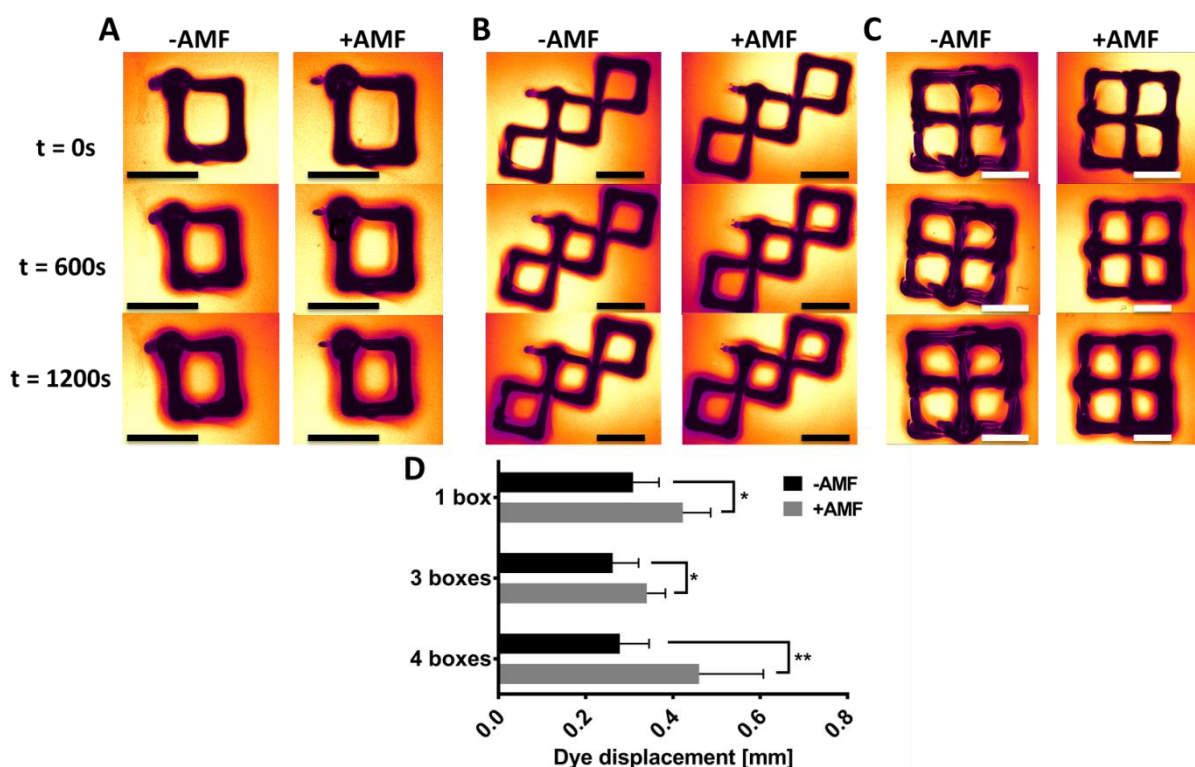 A
-AMF
+AMF
B
-AMF
+AMF
C
-AMF
+AMF
t = 0s
t = 600s
t = 1200s
D
1 box
3 boxes
4 boxes
*
*
**
-AMF
+AMF
0.0
0.2
0.4
0.6
0.8
Dye displacement [mm]